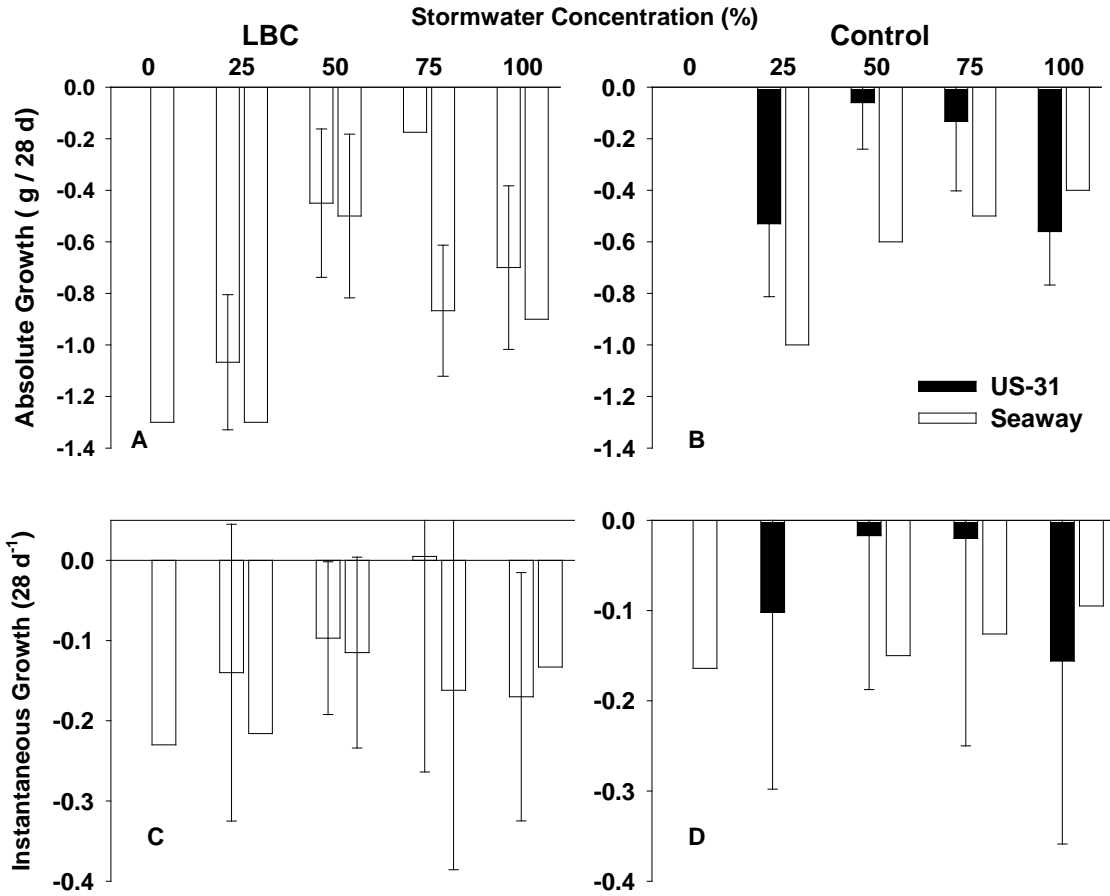 Stormwater Concentration (%)
LBC
Control
0 25 50 75 100
0 25 50 75 100
Absolute Growth ( g / 28 d)
0.0
-0.2
-0.4
-0.6
-0.8
-1.0
-1.2
-1.4
A
0.0
-0.2
-0.4
-0.6
-0.8
-1.0
-1.2
-1.4
B
US-31
Seaway
Instantaneous Growth (28 d-1)
0.0
-0.1
-0.2
-0.3
-0.4
C
0.0
-0.1
-0.2
-0.3
-0.4
D